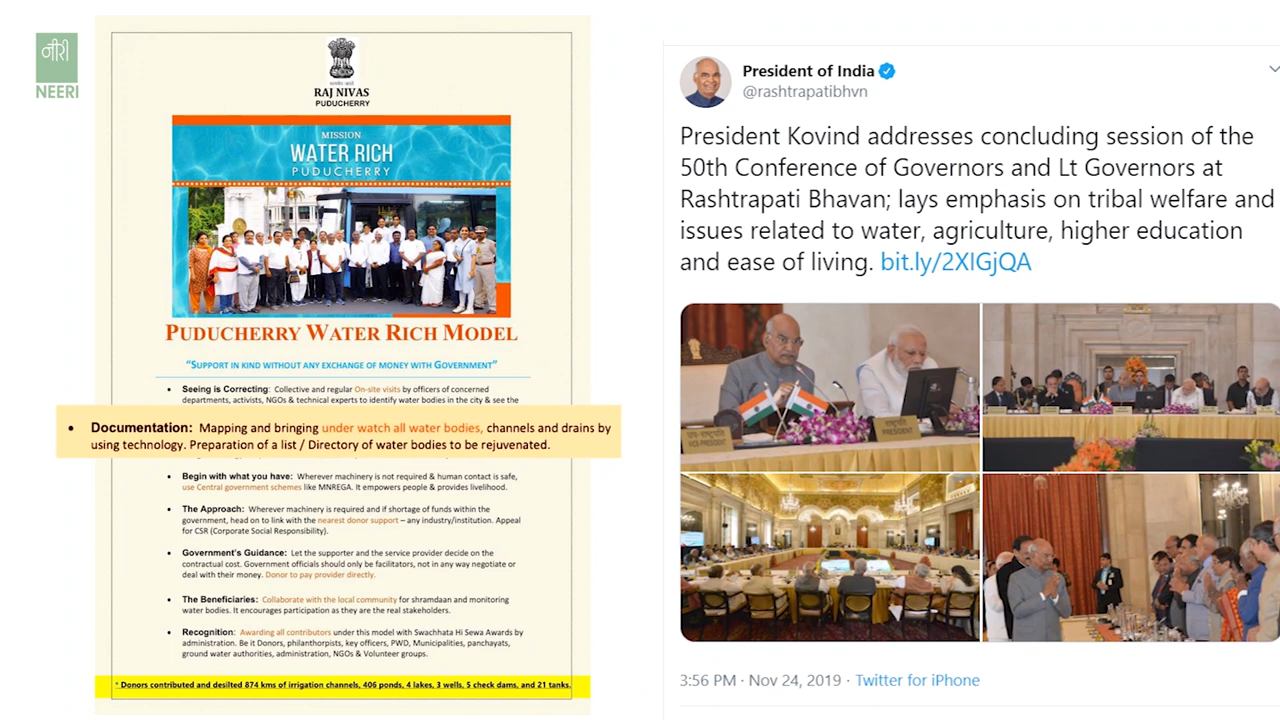 नीरी
NEERI
RAJ NIVAS
PUDUCHERRY
MISSION
WATER RICH
PUDUCHERRY
PUDUCHERRY WATER RICH MODEL
“SUPPORT IN KIND WITHOUT ANY EXCHANGE OF MONEY WITH GOVERNMENT”
• Seeing is Correcting: Collective and regular On-site visits by officers of concerned
departments, activists, NGOs & technical experts to identify water bodies in the city & see the
• Documentation: Mapping and bringing under watch all water bodies, channels and drains by
using technology. Preparation of a list / Directory of water bodies to be rejuvenated.
• Begin with what you have: Wherever machinery is not required & human contact is safe,
use Central government schemes like MNREGA. It empowers people & provides livelihood.
• The Approach: Wherever machinery is required and if shortage of funds within the
government, head on to link with the nearest donor support – any industry/institution. Appeal
for CSR (Corporate Social Responsibility).
• Government's Guidance: Let the supporter and the service provider decide on the
contractual cost. Government officials should only be facilitators, not in any way negotiate or
deal with their money. Donor to pay provider directly.
• The Beneficiaries: Collaborate with the local community for shramdaan and monitoring
water bodies. It encourages participation as they are the real stakeholders.
• Recognition: Awarding all contributors under this model with Swachhata Hi Sewa Awards by
administration. Be it Donors, philanthorpists, key officers, PWD, Municipalities, panchayats,
ground water authorities, administration, NGOs & Volunteer groups.
* Donors contributed and desilted 874 kms of irrigation channels, 406 ponds, 4 lakes, 3 wells, 5 check dams, and 21 tanks.
President of India
@rashtrapatibhvn
President Kovind addresses concluding session of the
50th Conference of Governors and Lt Governors at
Rashtrapati Bhavan; lays emphasis on tribal welfare and
issues related to water, agriculture, higher education
and ease of living. bit.ly/2XIGjQA
उप-राष्ट्रपति
VICE-PRESIDENT
राष्ट्रपति
PRESIDENT
3:56 PM · Nov 24, 2019 · Twitter for iPhone